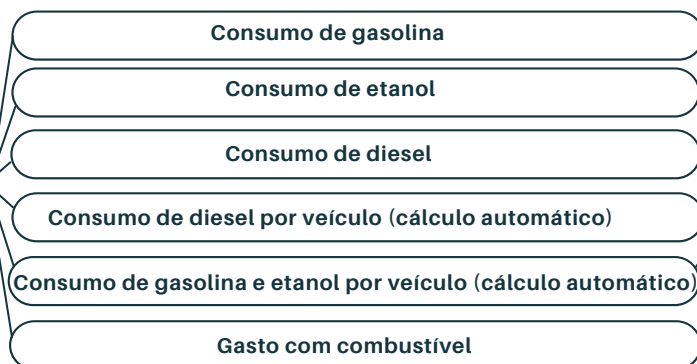 Consumo de gasolina
Consumo de etanol
Consumo de diesel
Consumo de diesel por veículo (cálculo automático)
Consumo de gasolina e etanol por veículo (cálculo automático)
Gasto com combustível